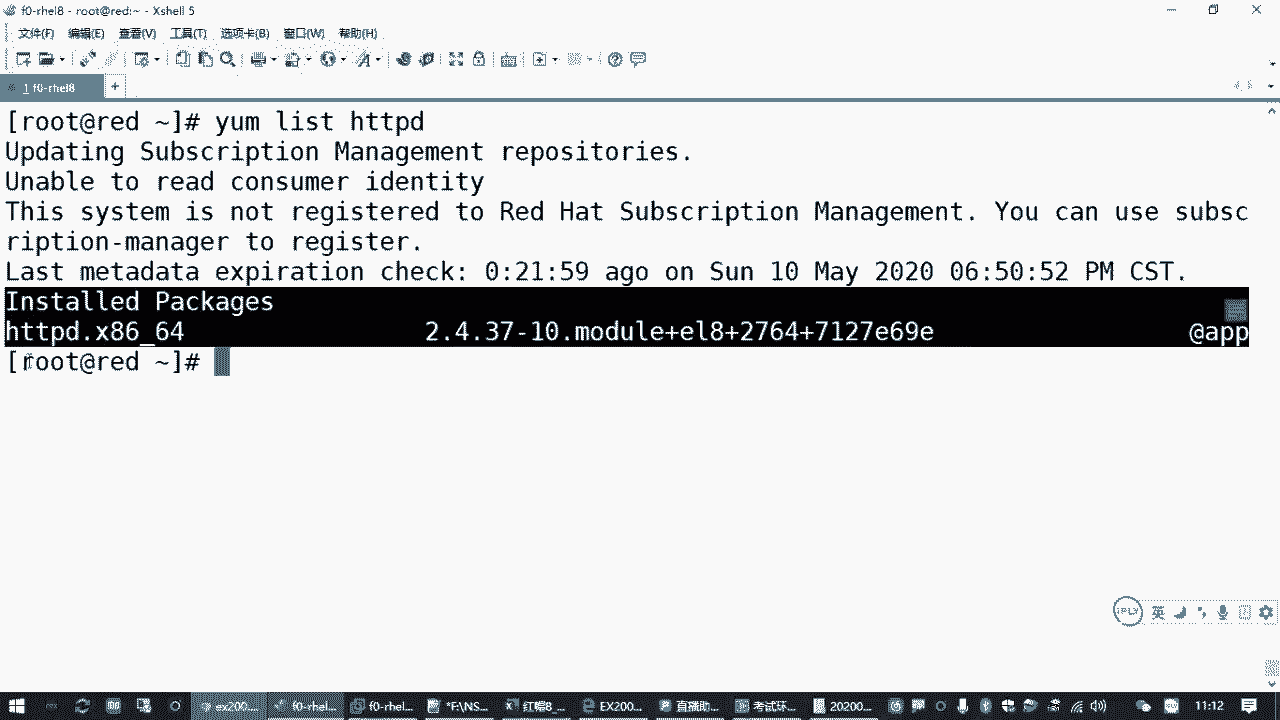 f0-rhel8 - root@red:~ - Xshell 5
文件(F) 编辑(E) 查看(V) 工具(T) 选项卡(B) 窗口(W) 帮助(H)
1 f0-rhel8
[root@red ~]# yum list httpd
Updating Subscription Management repositories.
Unable to read consumer identity
This system is not registered to Red Hat Subscription Management. You can use subsc
ription-manager to register.
Last metadata expiration check: 0:21:59 ago on Sun 10 May 2020 06:50:52 PM CST.
Installed Packages
httpd.x86_64 2.4.37-10.module+el8+2764+7127e69e @app
[root@red ~]#
iFLY 英
ex200.... f0-rhel... f0-rhel... *F:\NS... 红帽8_... EX200... 直播助... 考试环... 20200... 11:12